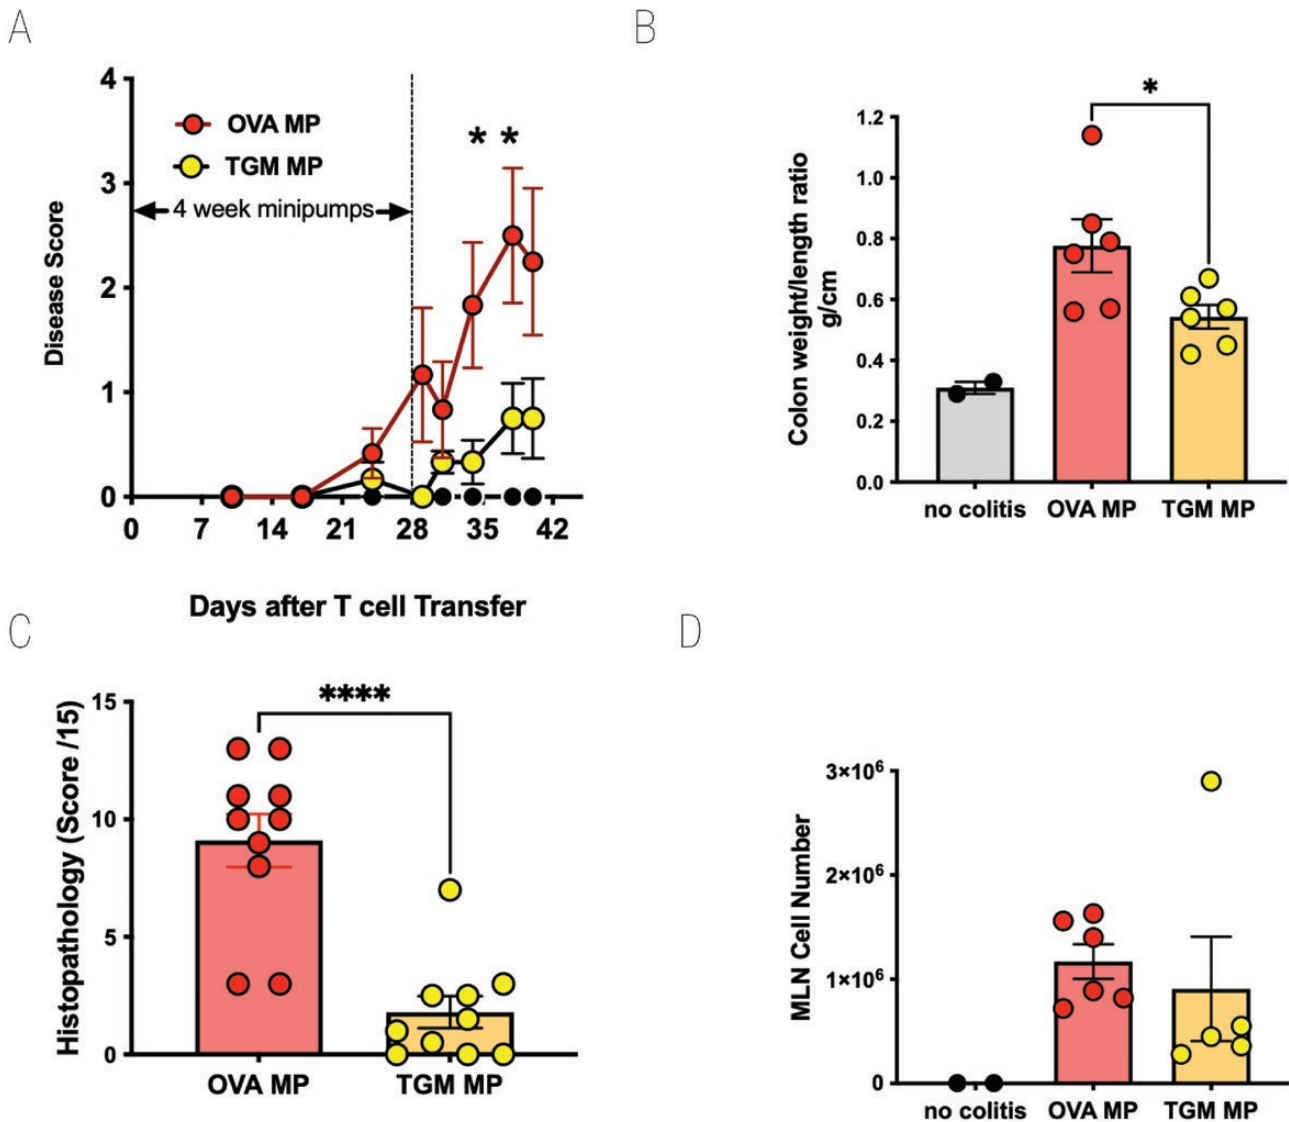 A
4
3
2
1
0
Disease Score
OVA MP
TGM MP
4 week minipumps
* *
0 7 14 21 28 35 42
Days after T cell Transfer
B
*
1.2
1.0
0.8
0.6
0.4
0.2
0.0
Colon weight/length ratio
g/cm
no colitis OVA MP TGM MP
C
****
15
10
5
0
Histopathology (Score /15)
OVA MP TGM MP
D
3×10⁶
2×10⁶
1×10⁶
0
MLN Cell Number
no colitis OVA MP TGM MP